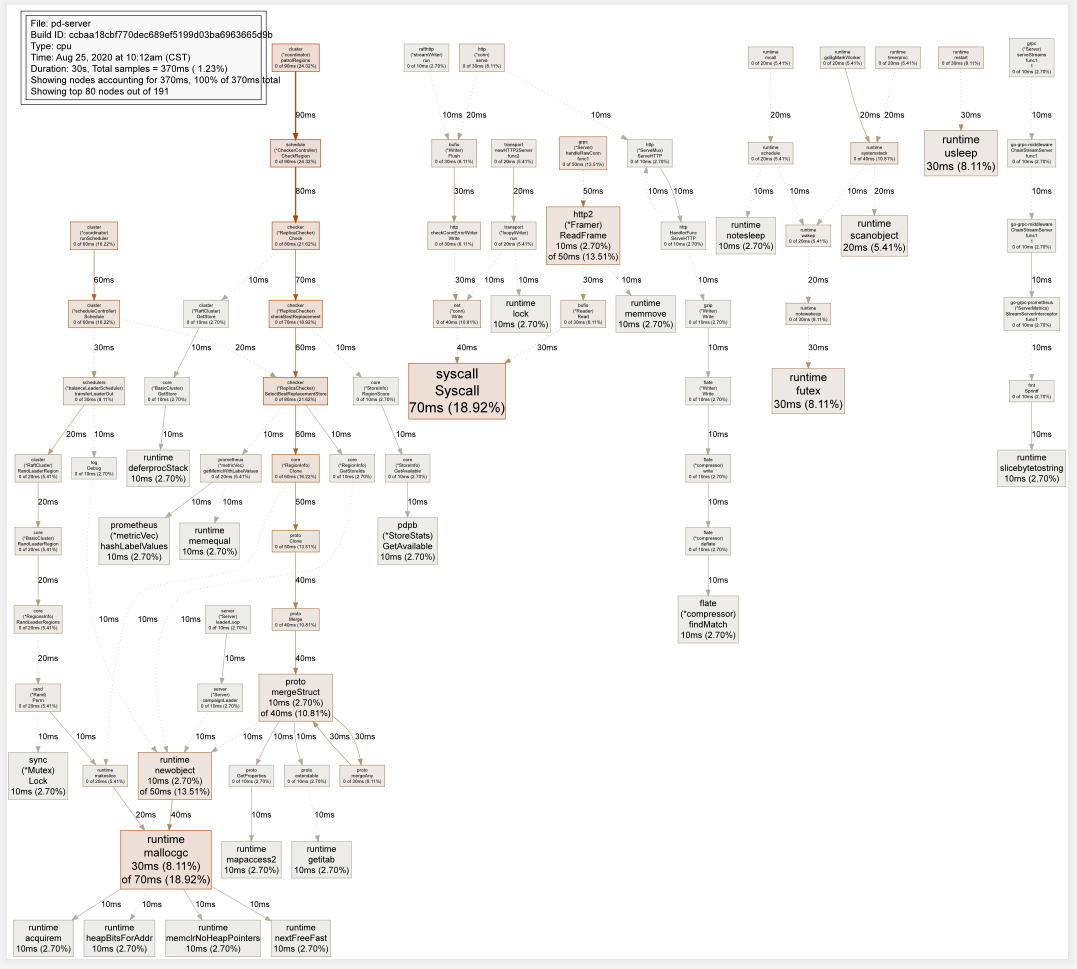 File: pd-server
Build ID: ccbaa18cbf770dec689ef5199d03ba6963665d9b
Type: cpu
Time: Aug 25, 2020 at 10:12am (CST)
Duration: 30s, Total samples = 370ms ( 1.23%)
Showing nodes accounting for 370ms, 100% of 370ms total
Showing top 80 nodes out of 191
cluster
(*coordinator)
patrolRegions
0 of 90ms (24.32%)
rafthttp
(*streamWriter)
run
0 of 10ms (2.70%)
http
(*conn)
serve
0 of 30ms (8.11%)
runtime
mcall
0 of 20ms (5.41%)
runtime
gcBgMarkWorker
0 of 20ms (5.41%)
runtime
timerproc
0 of 20ms (5.41%)
runtime
mstart
0 of 30ms (8.11%)
grpc
(*Server)
serveStreams
func1
1
0 of 10ms (2.70%)
90ms
10ms
20ms
10ms
20ms
20ms
20ms
30ms
10ms
schedule
(*CheckerController)
CheckRegion
0 of 90ms (24.32%)
bufio
(*Writer)
Flush
0 of 30ms (8.11%)
transport
newHTTP2Server
func2
0 of 20ms (5.41%)
grpc
(*Server)
handleRawConn
func1
0 of 50ms (13.51%)
http
(*ServeMux)
ServeHTTP
0 of 10ms (2.70%)
runtime
schedule
0 of 20ms (5.41%)
runtime
systemstack
0 of 40ms (10.81%)
runtime
usleep
30ms (8.11%)
go-grpc-middleware
ChainStreamServer
func1
0 of 10ms (2.70%)
80ms
30ms
20ms
50ms
10ms
10ms
10ms
10ms
10ms
20ms
10ms
cluster
(*coordinator)
runScheduler
0 of 60ms (16.22%)
checker
(*ReplicaChecker)
Check
0 of 80ms (21.62%)
http
checkConnErrorWriter
Write
0 of 30ms (8.11%)
transport
(*loopyWriter)
run
0 of 20ms (5.41%)
http2
(*Framer)
ReadFrame
10ms (2.70%)
of 50ms (13.51%)
http
HandlerFunc
ServeHTTP
0 of 10ms (2.70%)
runtime
notesleep
10ms (2.70%)
runtime
wakep
0 of 20ms (5.41%)
runtime
scanobject
20ms (5.41%)
go-grpc-middleware
ChainStreamServer
func1
1
0 of 10ms (2.70%)
60ms
10ms
70ms
30ms
10ms
10ms
30ms
10ms
10ms
20ms
10ms
cluster
(*scheduleController)
Schedule
0 of 60ms (16.22%)
cluster
(*RaftCluster)
GetStore
0 of 10ms (2.70%)
checker
(*ReplicaChecker)
checkBestReplacement
0 of 70ms (18.92%)
net
(*conn)
Write
0 of 40ms (10.81%)
runtime
lock
10ms (2.70%)
bufio
(*Reader)
Read
0 of 30ms (8.11%)
runtime
memmove
10ms (2.70%)
gzip
(*Writer)
Write
0 of 10ms (2.70%)
runtime
notewakeup
0 of 30ms (8.11%)
go-grpc-prometheus
(*ServerMetrics)
StreamServerInterceptor
func1
0 of 10ms (2.70%)
30ms
10ms
20ms
60ms
10ms
40ms
30ms
10ms
30ms
10ms
schedulers
(*balanceLeaderScheduler)
transferLeaderOut
0 of 30ms (8.11%)
core
(*BasicCluster)
GetStore
0 of 10ms (2.70%)
checker
(*ReplicaChecker)
SelectBestReplacementStore
0 of 80ms (21.62%)
core
(*StoreInfo)
RegionScore
0 of 10ms (2.70%)
syscall
Syscall
70ms (18.92%)
flate
(*Writer)
Write
0 of 10ms (2.70%)
runtime
futex
30ms (8.11%)
fmt
Sprintf
0 of 10ms (2.70%)
20ms
10ms
10ms
10ms
60ms
10ms
10ms
10ms
10ms
cluster
(*RaftCluster)
RandLeaderRegion
0 of 20ms (5.41%)
log
Debug
0 of 10ms (2.70%)
runtime
deferprocStack
10ms (2.70%)
prometheus
(*metricVec)
getMetricWithLabelValues
0 of 20ms (5.41%)
core
(*RegionInfo)
Clone
0 of 60ms (16.22%)
core
(*RegionInfo)
GetStoreIds
0 of 10ms (2.70%)
core
(*StoreInfo)
GetAvailable
0 of 10ms (2.70%)
flate
(*compressor)
write
0 of 10ms (2.70%)
runtime
slicebytetostring
10ms (2.70%)
20ms
10ms
10ms
50ms
10ms
10ms
core
(*BasicCluster)
RandLeaderRegion
0 of 20ms (5.41%)
prometheus
(*metricVec)
hashLabelValues
10ms (2.70%)
runtime
memequal
10ms (2.70%)
proto
Clone
0 of 50ms (13.51%)
pdpb
(*StoreStats)
GetAvailable
10ms (2.70%)
flate
(*compressor)
deflate
0 of 10ms (2.70%)
20ms
40ms
10ms
core
(*RegionsInfo)
RandLeaderRegions
0 of 20ms (5.41%)
10ms
10ms
10ms
server
(*Server)
leaderLoop
0 of 10ms (2.70%)
proto
Merge
0 of 40ms (10.81%)
flate
(*compressor)
findMatch
10ms (2.70%)
20ms
10ms
40ms
rand
(*Rand)
Perm
0 of 20ms (5.41%)
server
(*Server)
campaignLeader
0 of 10ms (2.70%)
proto
mergeStruct
10ms (2.70%)
of 40ms (10.81%)
10ms
10ms
10ms
10ms
10ms
10ms
30ms
30ms
sync
(*Mutex)
Lock
10ms (2.70%)
runtime
makeslice
0 of 20ms (5.41%)
runtime
newobject
10ms (2.70%)
of 50ms (13.51%)
proto
GetProperties
0 of 10ms (2.70%)
proto
extendable
0 of 10ms (2.70%)
proto
mergeAny
0 of 30ms (8.11%)
20ms
40ms
10ms
10ms
runtime
mallocgc
30ms (8.11%)
of 70ms (18.92%)
runtime
mapaccess2
10ms (2.70%)
runtime
getitab
10ms (2.70%)
10ms
10ms
10ms
10ms
runtime
acquirem
10ms (2.70%)
runtime
heapBitsForAddr
10ms (2.70%)
runtime
memclrNoHeapPointers
10ms (2.70%)
runtime
nextFreeFast
10ms (2.70%)